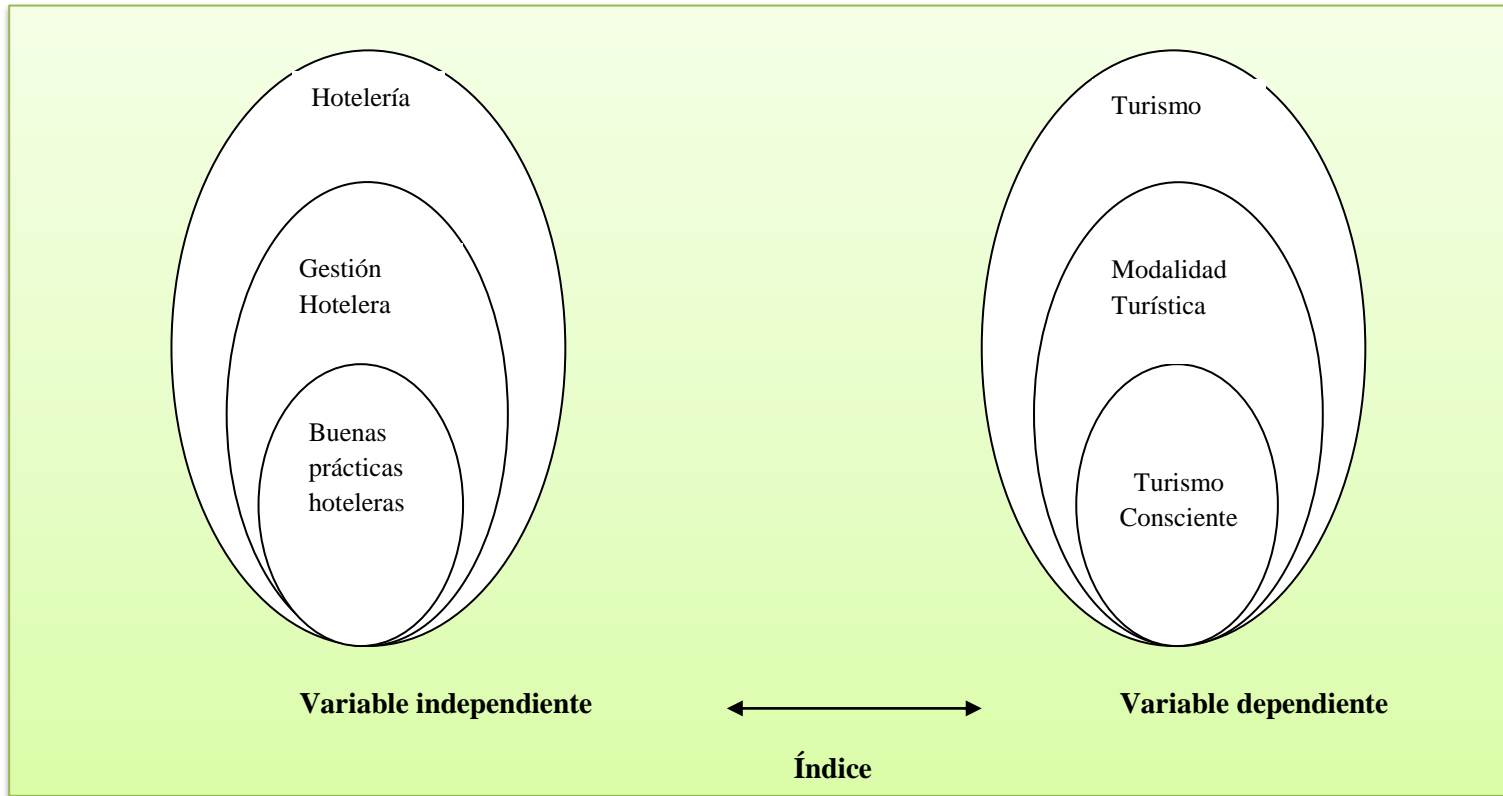 Hotelería
Gestión
Hotelera
Buenas
prácticas
hoteleras
Turismo
Modalidad
Turística
Turismo
Consciente
Variable independiente
Variable dependiente
Índice